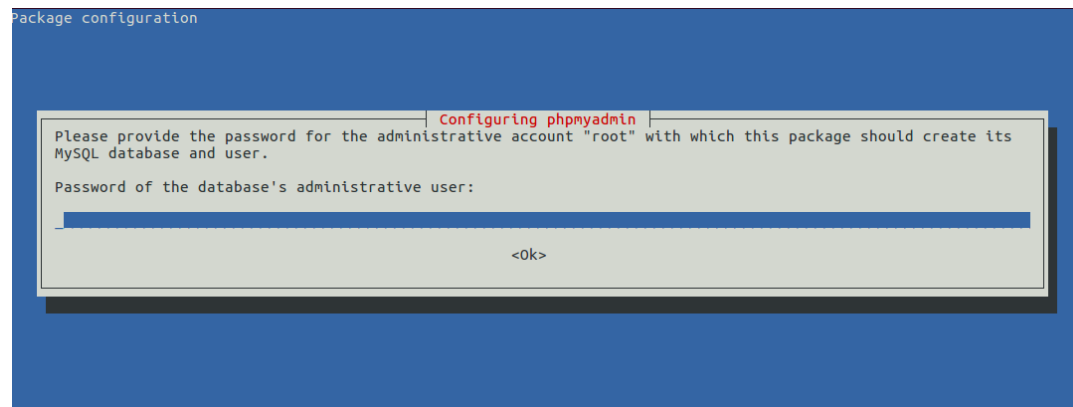 Package configuration
Configuring phpmyadmin
Please provide the password for the administrative account "root" with which this package should create its
MySQL database and user.
Password of the database's administrative user:
<Ok>